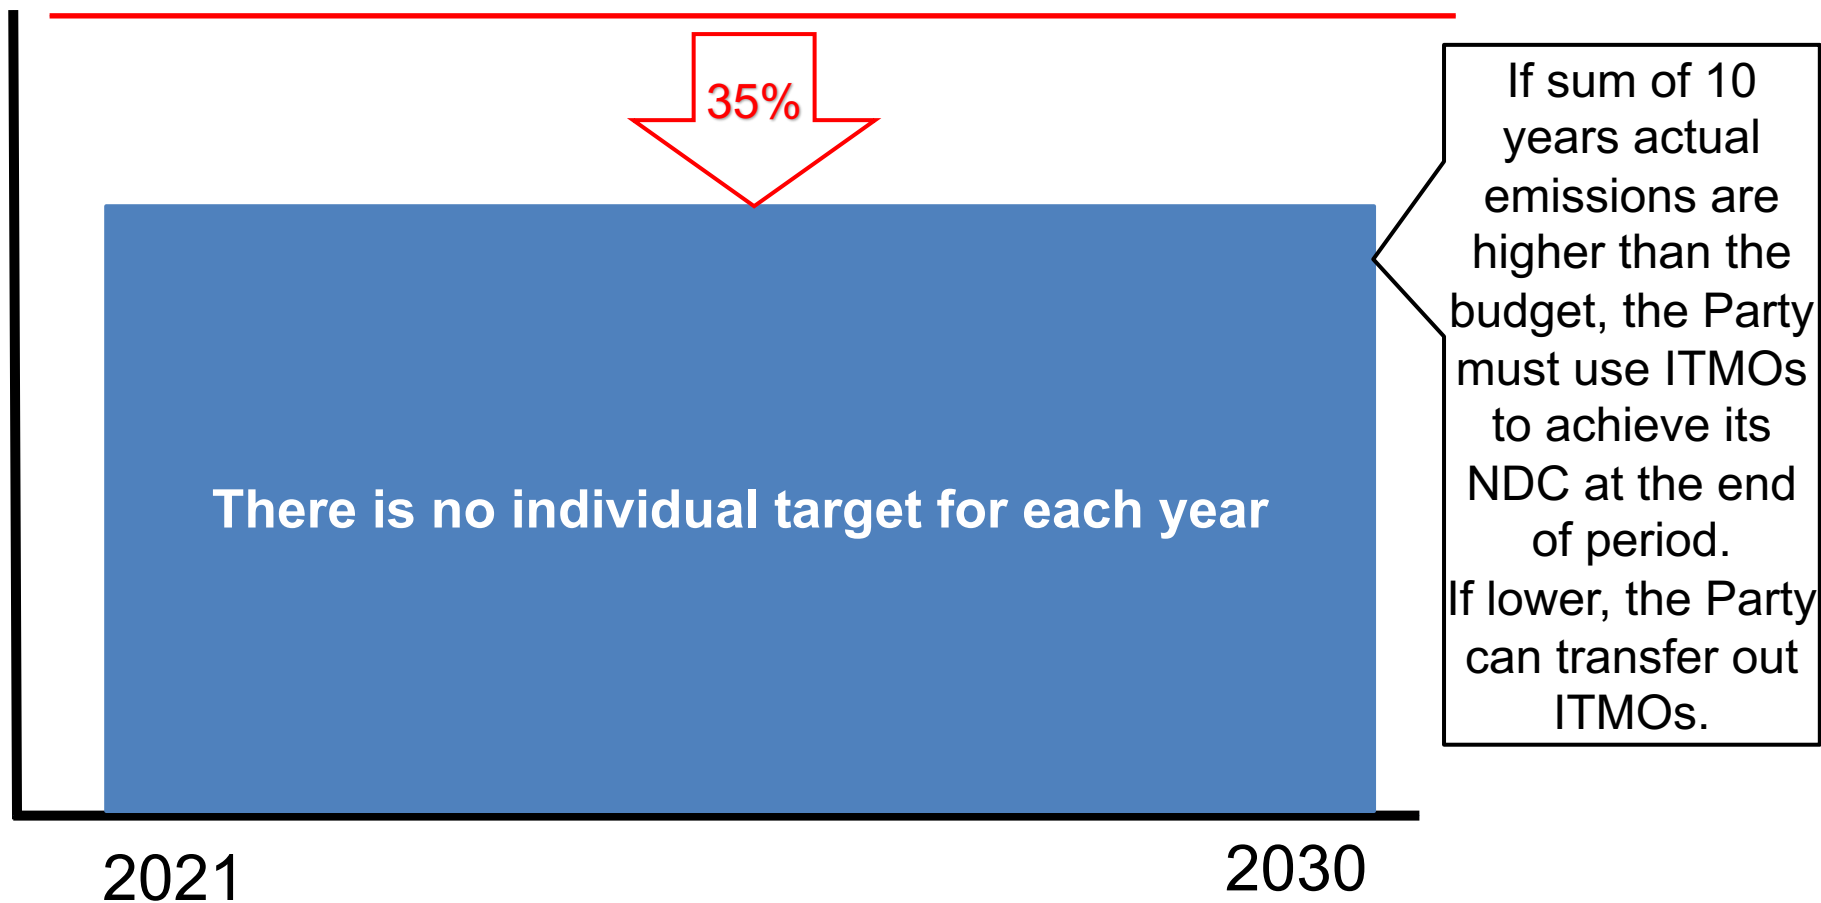 35%
If sum of 10
years actual
emissions are
higher than the
budget, the Party
must use ITMOs
to achieve its
NDC at the end
of period.
If lower, the Party
can transfer out
ITMOs.
There is no individual target for each year
2021
2030